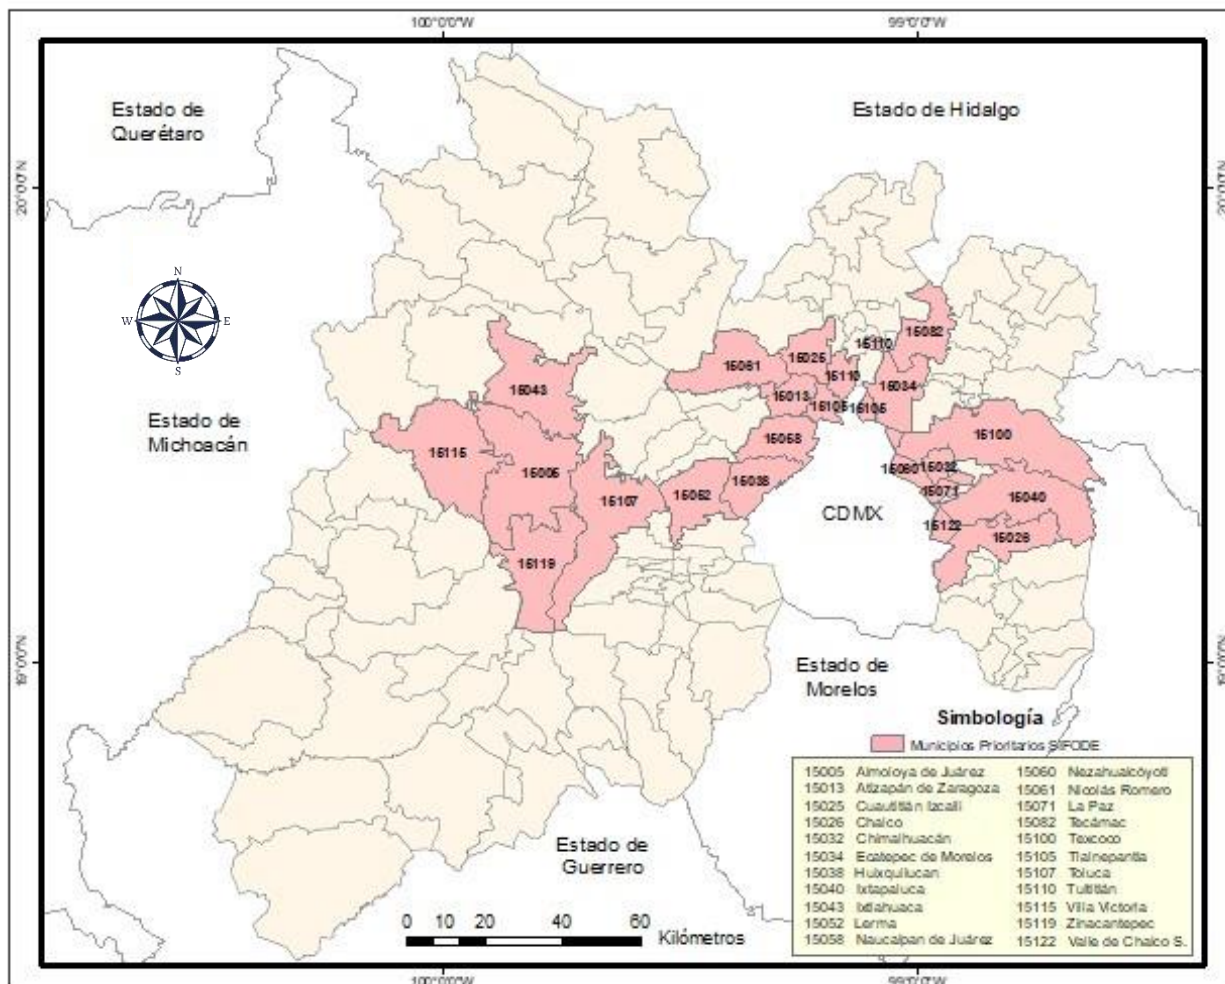 100°0'0"W 99°0'0"W
Estado de
Querétaro
Estado de Hidalgo
20°0'0"N 20°0'0"N
N
W E
S
15082
15110
15025
15061
15110
15034
15043
15013
15105 15105
Estado de
Michoacán
15058
15100
15115
15005
15060 15032
15038
15071
15107
15052
15040
CDMX
15122
15026
15119
19°0'0"N 19°0'0"N
Estado de
Morelos
Simbología
Municipios Prioritarios SIFODE
15005 Almoloya de Juárez 15060 Nezahualcóyotl
15013 Atizapán de Zaragoza 15061 Nicolás Romero
15025 Cuautitlán Izcalli 15071 La Paz
15026 Chalco 15082 Tecámac
15032 Chimalhuacán 15100 Texcoco
15034 Ecatepec de Morelos 15105 Tlalnepantla
15038 Huixquilucan 15107 Toluca
15040 Ixtapaluca 15110 Tultitlán
15043 Ixtlahuaca 15115 Villa Victoria
15052 Lerma 15119 Zinacantepec
15058 Naucalpan de Juárez 15122 Valle de Chalco S.
Estado de
Guerrero
0 10 20 40 60
Kilómetros
100°0'0"W 99°0'0"W